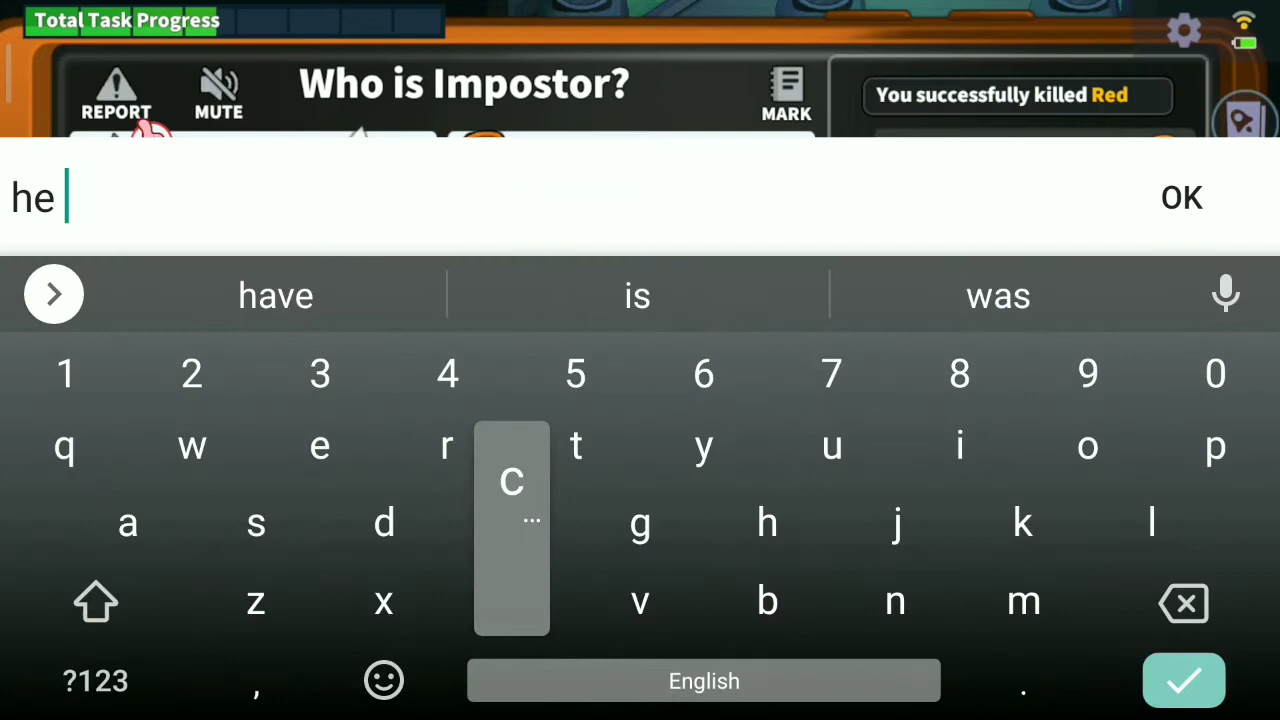 Total Task Progress
REPORT
MUTE
Who is Impostor?
MARK
You successfully killed Red
he
OK
have is was
1 2 3 4 5 6 7 8 9 0
q w e r t y u i o p
a s d g h j k l
z x c v b n m
?123 , English .